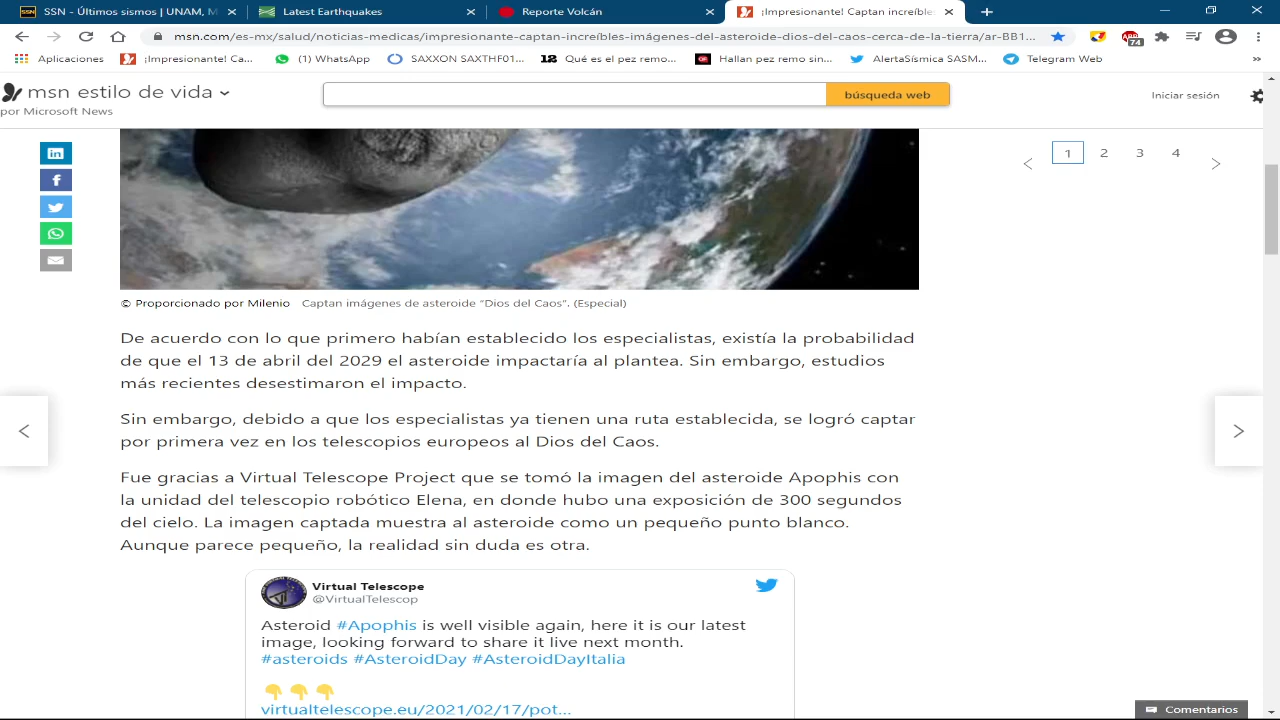 SSN - Últimos sismos | UNAM, M
Latest Earthquakes
Reporte Volcán
¡Impresionante! Captan increíble
msn.com/es-mx/salud/noticias-medicas/impresionante-captan-increíbles-imágenes-del-asteroide-dios-del-caos-cerca-de-la-tierra/ar-BB1...
74
Aplicaciones
¡Impresionante! Ca...
(1) WhatsApp
SAXXON SAXTHF01...
12 Qué es el pez remo...
Hallan pez remo sin...
AlertaSísmica SASM...
Telegram Web
»
msn estilo de vida
por Microsoft News
búsqueda web
Iniciar sesión
1 2 3 4
© Proporcionado por Milenio Captan imágenes de asteroide “Dios del Caos”. (Especial)
De acuerdo con lo que primero habían establecido los especialistas, existía la probabilidad
de que el 13 de abril del 2029 el asteroide impactaría al plantea. Sin embargo, estudios
más recientes desestimaron el impacto.
Sin embargo, debido a que los especialistas ya tienen una ruta establecida, se logró captar
por primera vez en los telescopios europeos al Dios del Caos.
Fue gracias a Virtual Telescope Project que se tomó la imagen del asteroide Apophis con
la unidad del telescopio robótico Elena, en donde hubo una exposición de 300 segundos
del cielo. La imagen captada muestra al asteroide como un pequeño punto blanco.
Aunque parece pequeño, la realidad sin duda es otra.
Virtual Telescope
@VirtualTelescop
Asteroid #Apophis is well visible again, here it is our latest
image, looking forward to share it live next month.
#asteroids #AsteroidDay #AsteroidDayItalia
👇👇👇
virtualtelescope.eu/2021/02/17/pot...
Comentarios